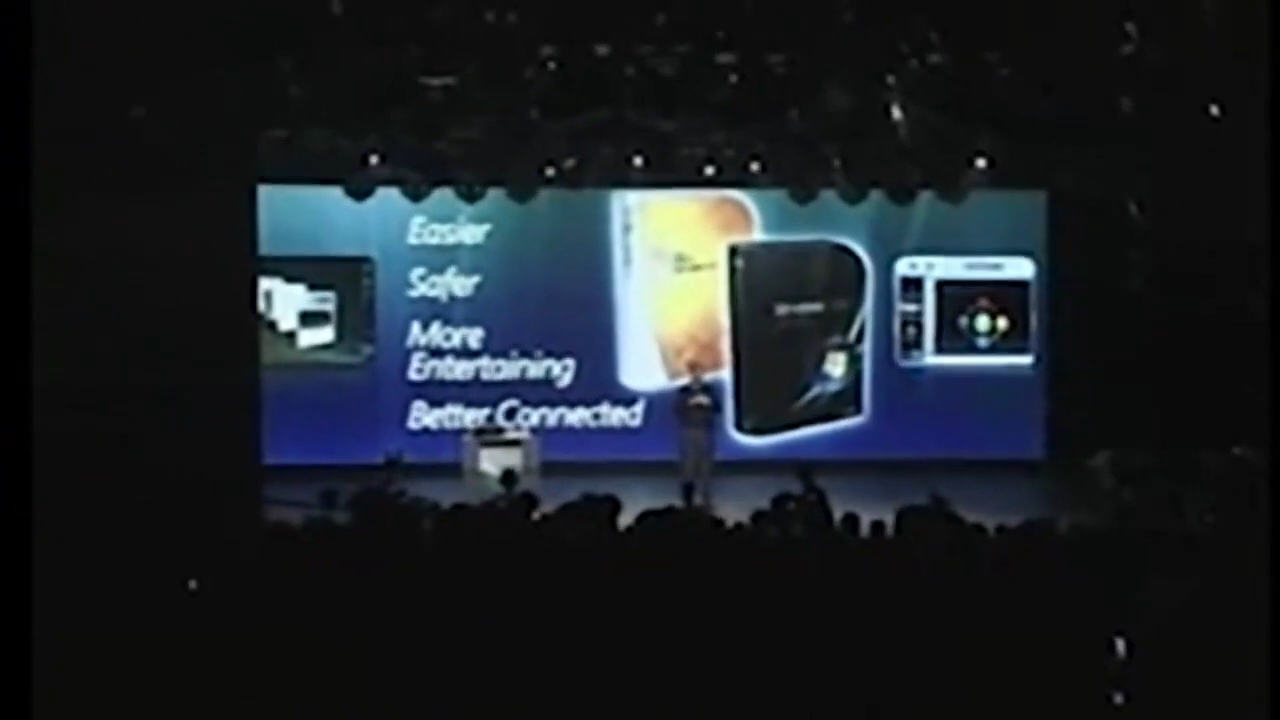 Easier
Safer
More
Entertaining
Better Connected